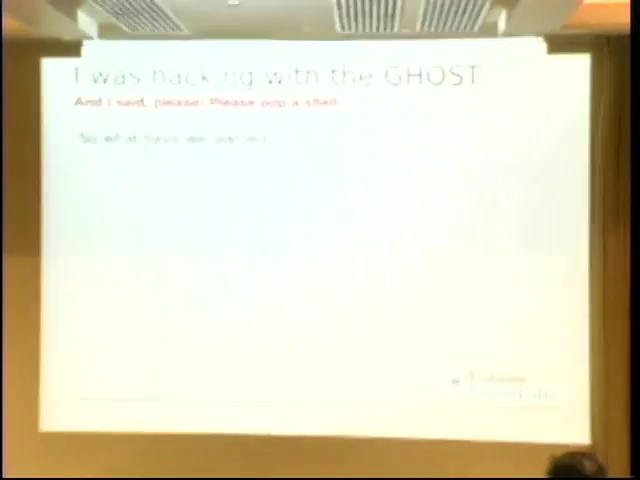 I was hacking with the GHOST
And I said, please! Please pop a shell.
So what have we learned